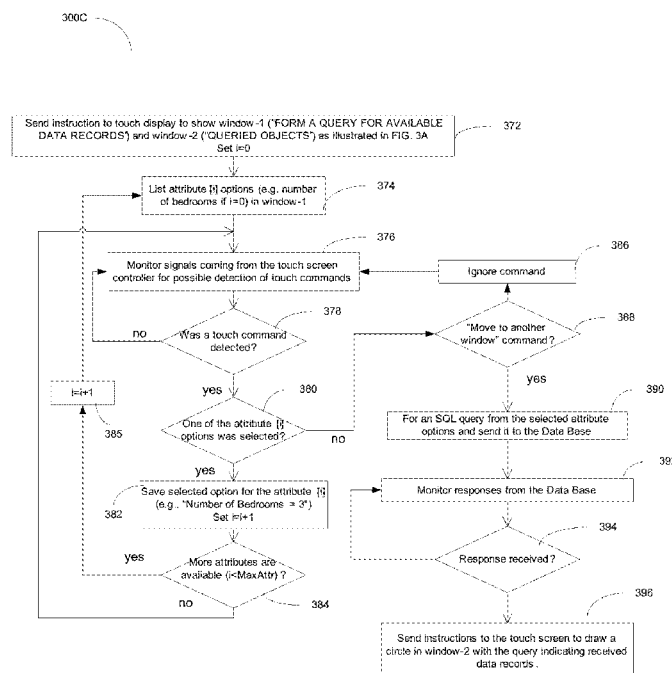 300C
Send instruction to touch display to show window-1 ("FORM A QUERY FOR AVAILABLE
DATA RECORDS") and window-2 ("QUERIED OBJECTS") as illustrated in FIG. 3A
Set i=0
372
List attribute [i] options (e.g. number
of bedrooms if i=0) in window-1
374
376
Monitor signals coming from the touch screen
controller for possible detection of touch commands
386
Ignore command
378
no
Was a touch command
detected?
388
"Move to another
window" command?
yes
380
yes
i=i+1
385
One of the attribute [i]
options was selected?
no
390
For an SQL query from the selected attribute
options and send it to the Data Base
yes
Save selected option for the attribute [i]
(e.g., "Number of Bedrooms = 3")
Set i=i+1
382
392
Monitor responses from the Data Base
394
Response received?
yes
More attributes are
available (i<MaxAttr) ?
no
384
396
Send instructions to the touch screen to draw a
circle in window-2 with the query indicating received
data records.